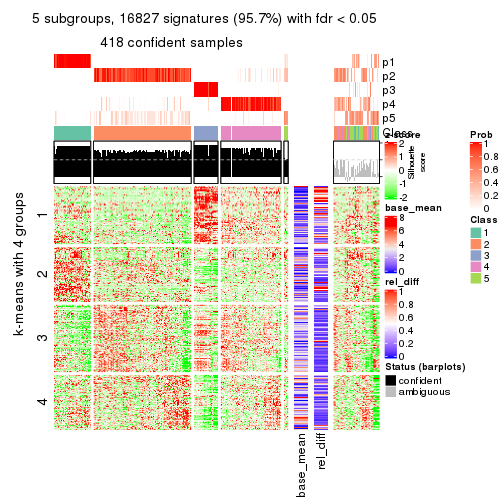 5 subgroups, 16827 signatures (95.7%) with fdr < 0.05
418 confident samples
p1
p2
p3
p4
p5
Class
k-means with 4 groups
1
2
3
4
base_mean
rel_diff
z-score
2
1
0
-1
-2
Silhouette
score
base_mean
8
6
4
2
0
rel_diff
1
0.8
0.6
0.4
0.2
0
Status (barplots)
confident
ambiguous
Prob
1
0.8
0.6
0.4
0.2
0
Class
1
2
3
4
5